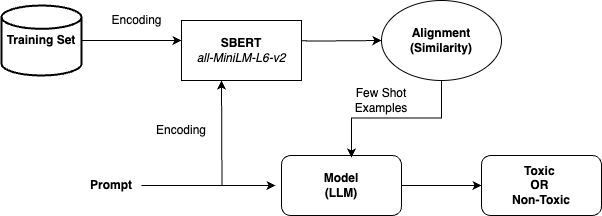 Encoding
Training Set
SBERT
all-MiniLM-L6-v2
Alignment
(Similarity)
Few Shot
Examples
Encoding
Prompt
Model
(LLM)
Toxic
OR
Non-Toxic